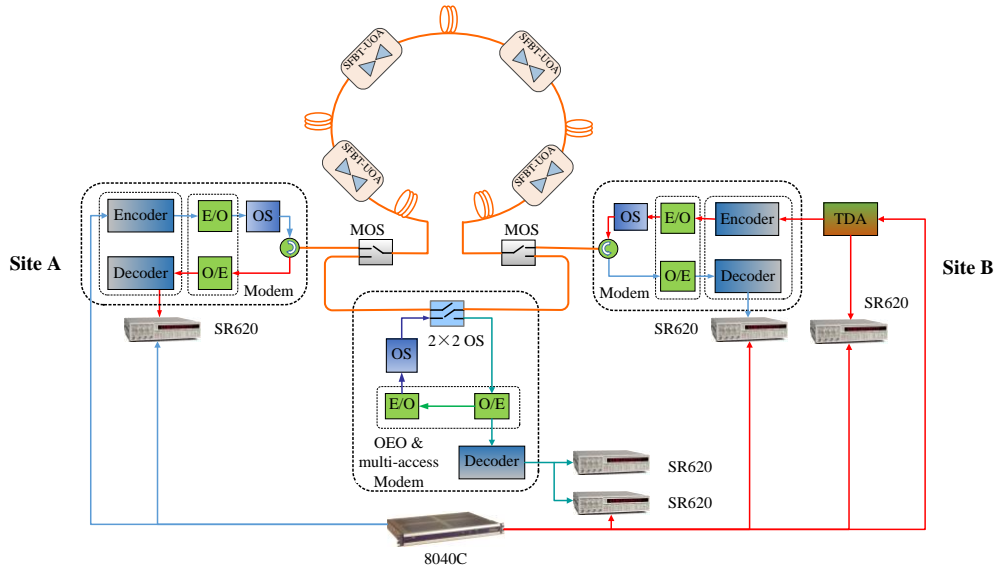 SFBT-UOA
SFBT-UOA
SFBT-UOA
SFBT-UOA
Encoder
E/O
OS
MOS
MOS
OS
E/O
Encoder
TDA
Site A
Decoder
O/E
Modem
O/E
Modem
Decoder
Site B
SR620
SR620
SR620
2×2 OS
OS
E/O
O/E
OEO &
multi-access
Modem
Decoder
SR620
SR620
8040C